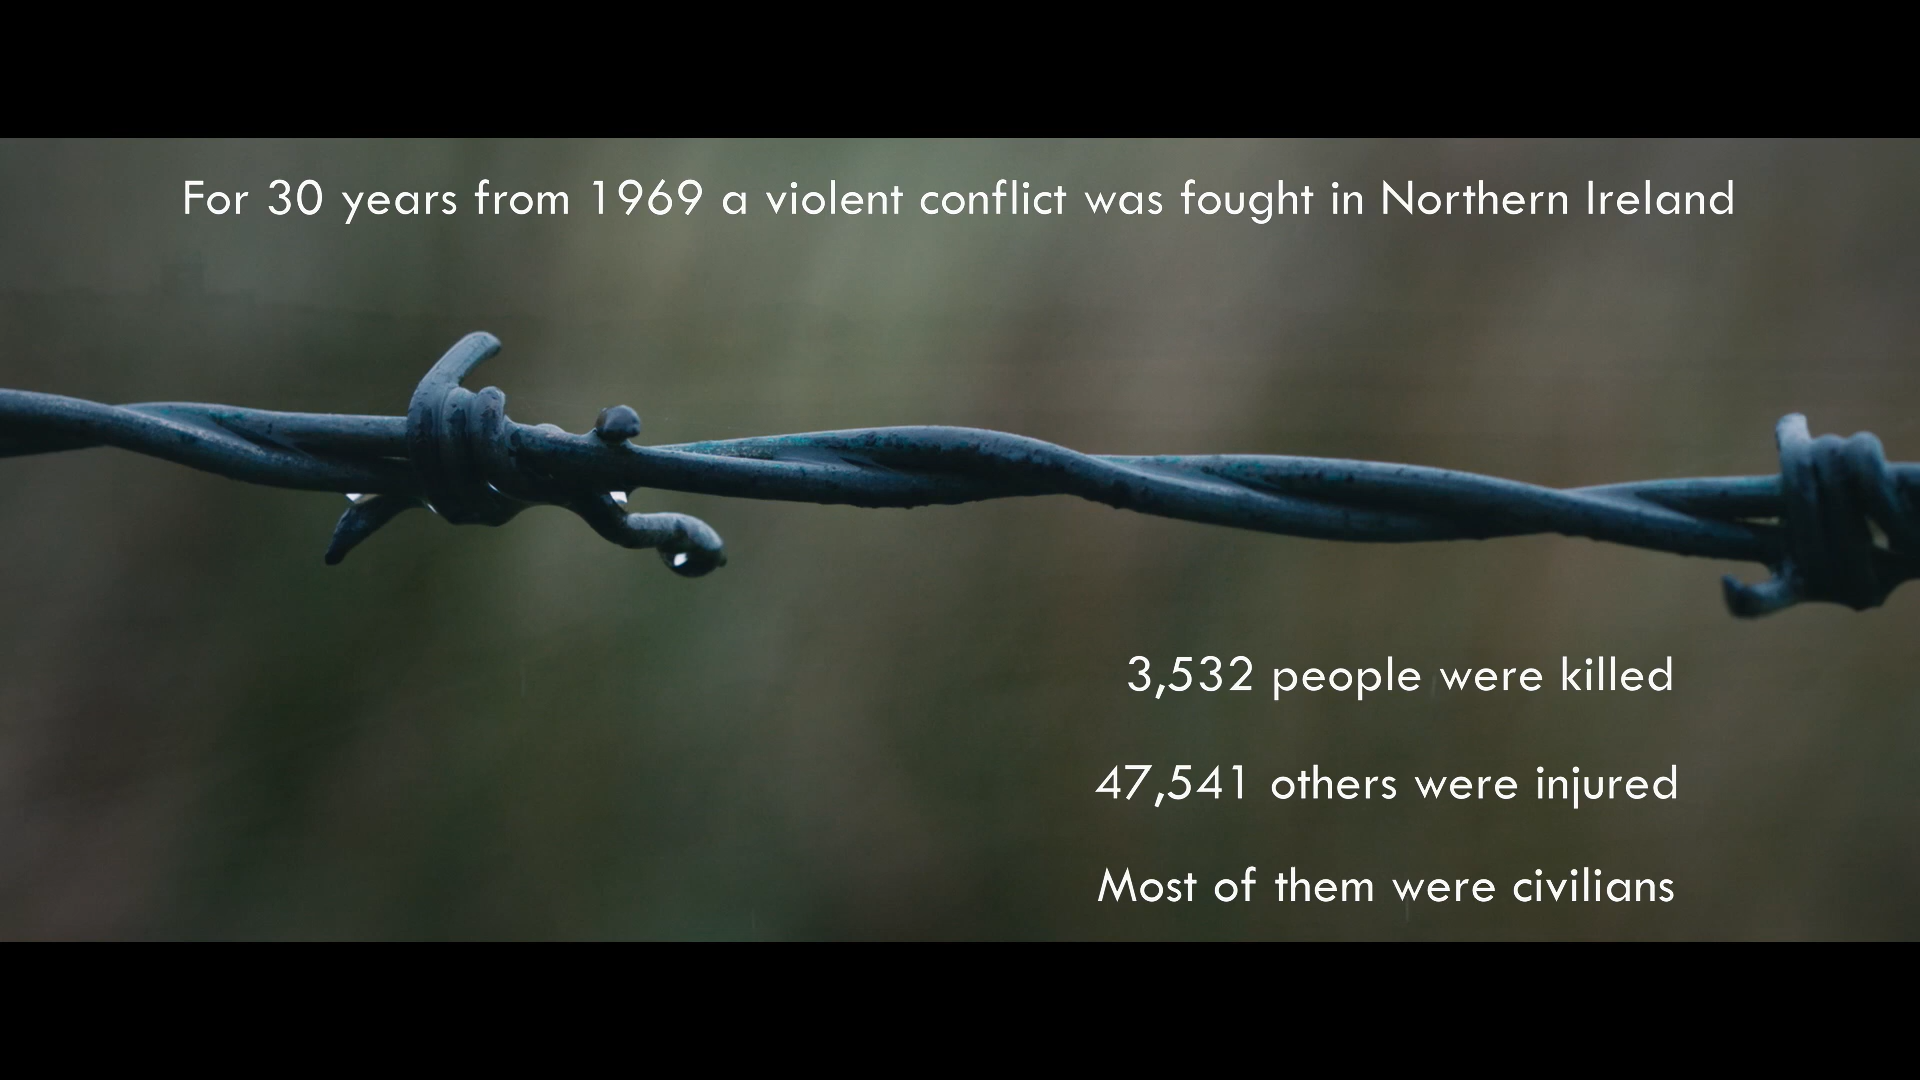 For 30 years from 1969 a violent conflict was fought in Northern Ireland
3,532 people were killed
47,541 others were injured
Most of them were civilians